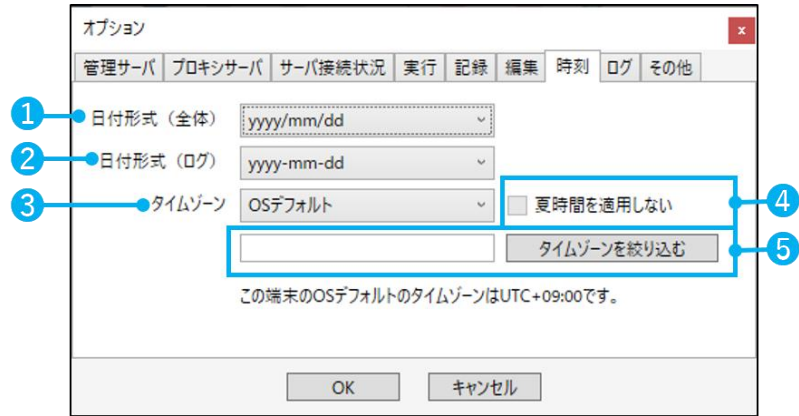 オプション
x
管理サーバ プロキシサーバ サーバ接続状況 実行 記録 編集 時刻 ログ その他
1 日付形式（全体） yyyy/mm/dd
2 日付形式（ログ） yyyy-mm-dd
3 タイムゾーン OSデフォルト 夏時間を適用しない 4
タイムゾーンを絞り込む 5
この端末のOSデフォルトのタイムゾーンはUTC+09:00です。
OK キャンセル